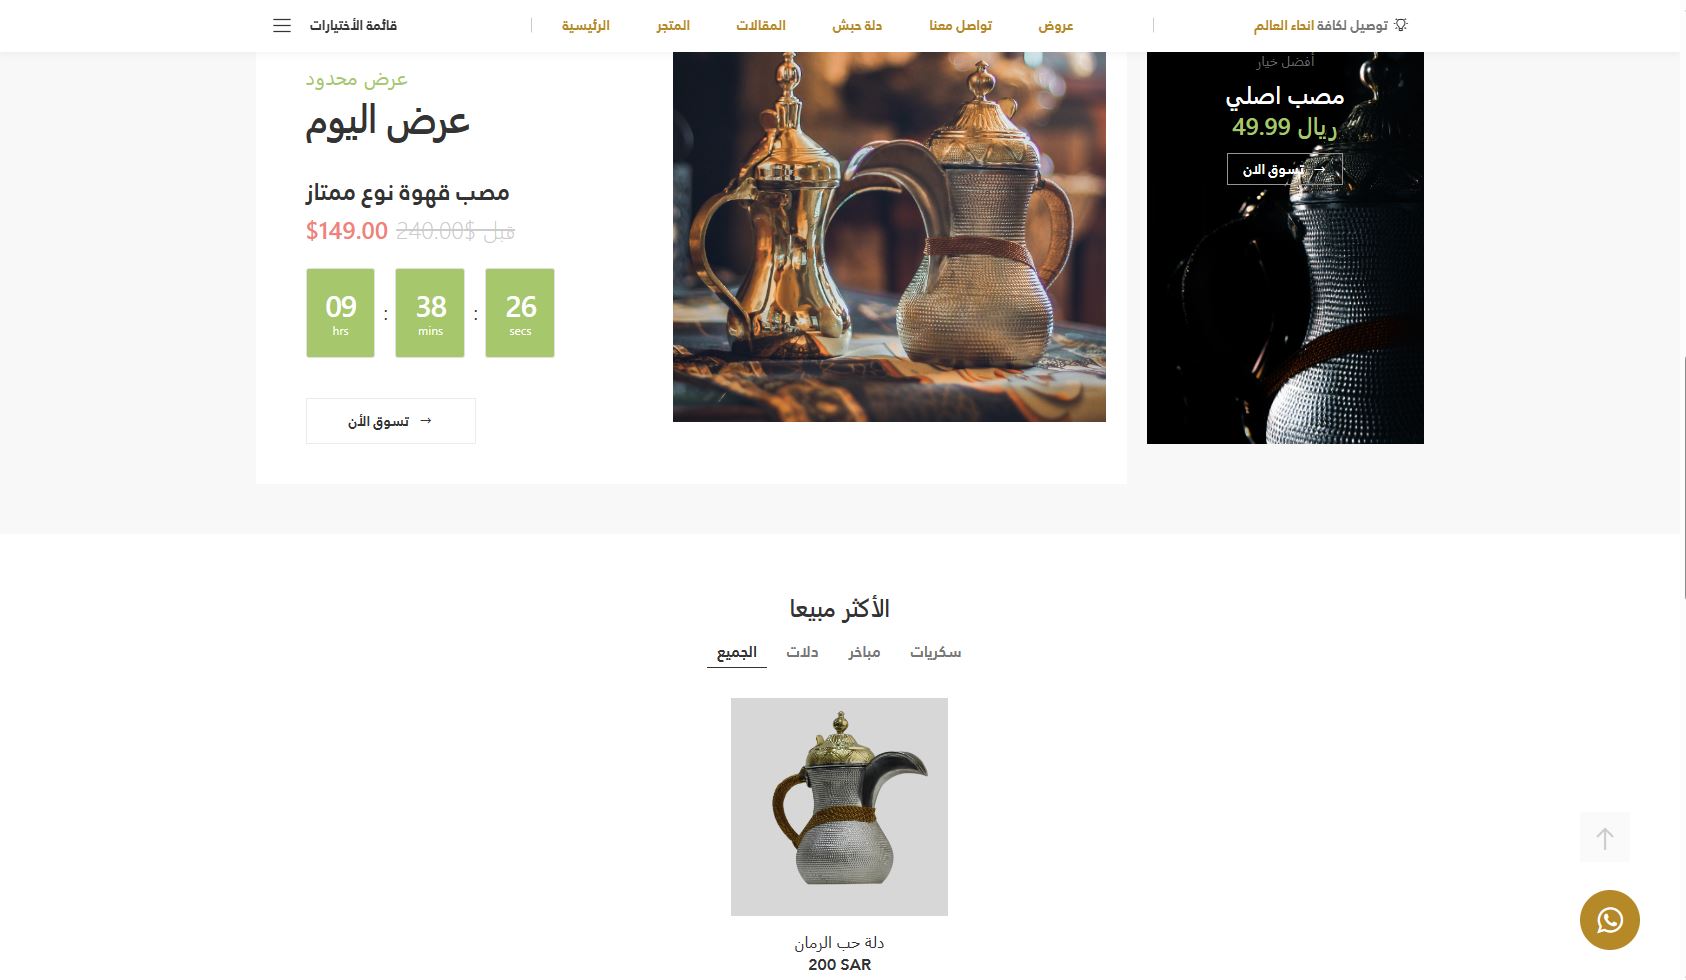 توصيل لكافة انحاء العالم
عروض
تواصل معنا
دلة حبش
المقالات
المتجر
الرئيسية
قائمة الأختيارات
أفضل خيار
مصب اصلي
49.99 ريال
تسوق الان →
عرض محدود
عرض اليوم
مصب قهوة نوع ممتاز
$149.00 قبل $240.00
09 : 38 : 26
hrs mins secs
تسوق الأن →
الأكثر مبيعا
الجميع دلات مباخر سكريات
دلة حب الرمان
200 SAR